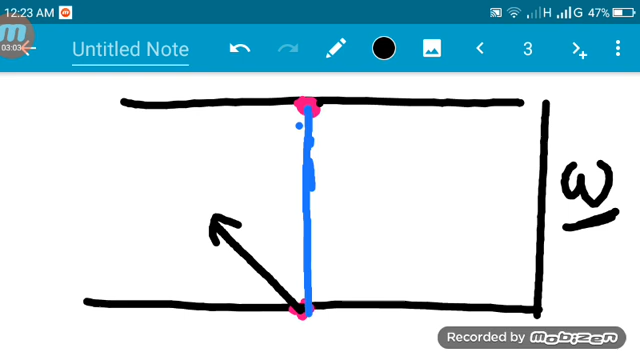 12:23 AM H G 47%
03:03 Untitled Note 3
ω
Recorded by mobizen